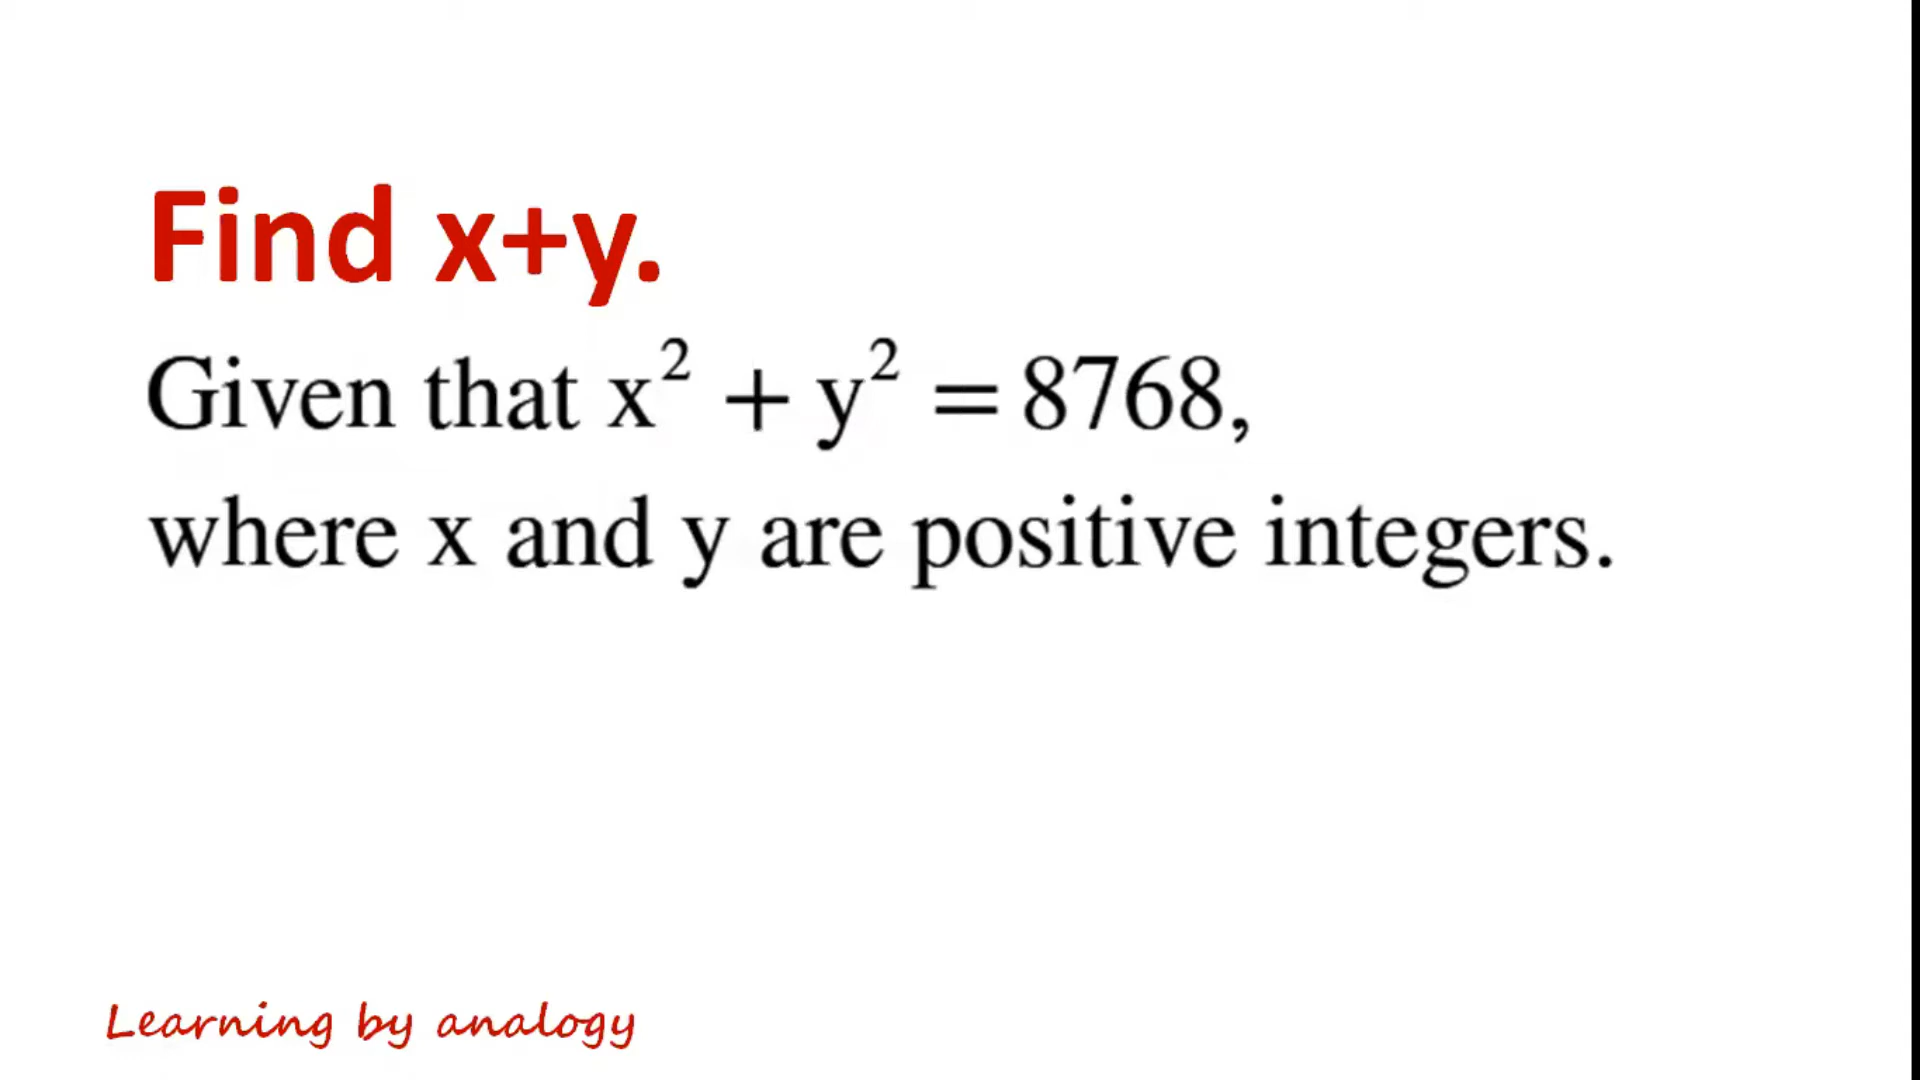 Find x+y.
Given that x² + y² = 8768,
where x and y are positive integers.
Learning by analogy